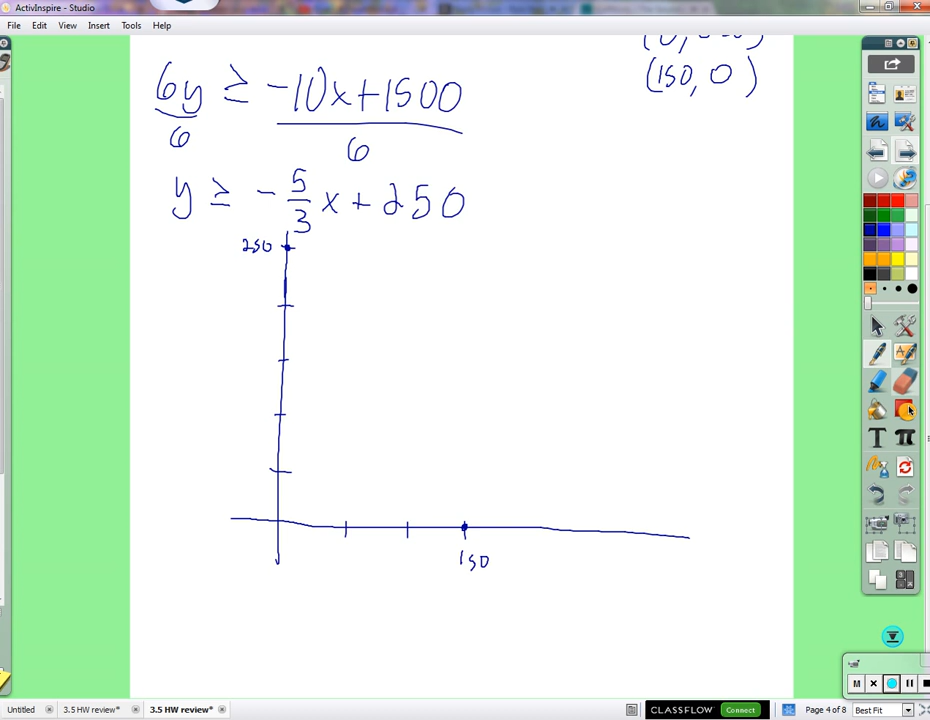 ActivInspire - Studio
File Edit View Insert Tools Help
(150, 0)
6y ≥ -10x+1500
6 6
y ≥ - 5/3 x + 250
250
150
T π
M
Untitled 3.5 HW review* 3.5 HW review*
CLASSFLOW Connect
Page 4 of 8 Best Fit